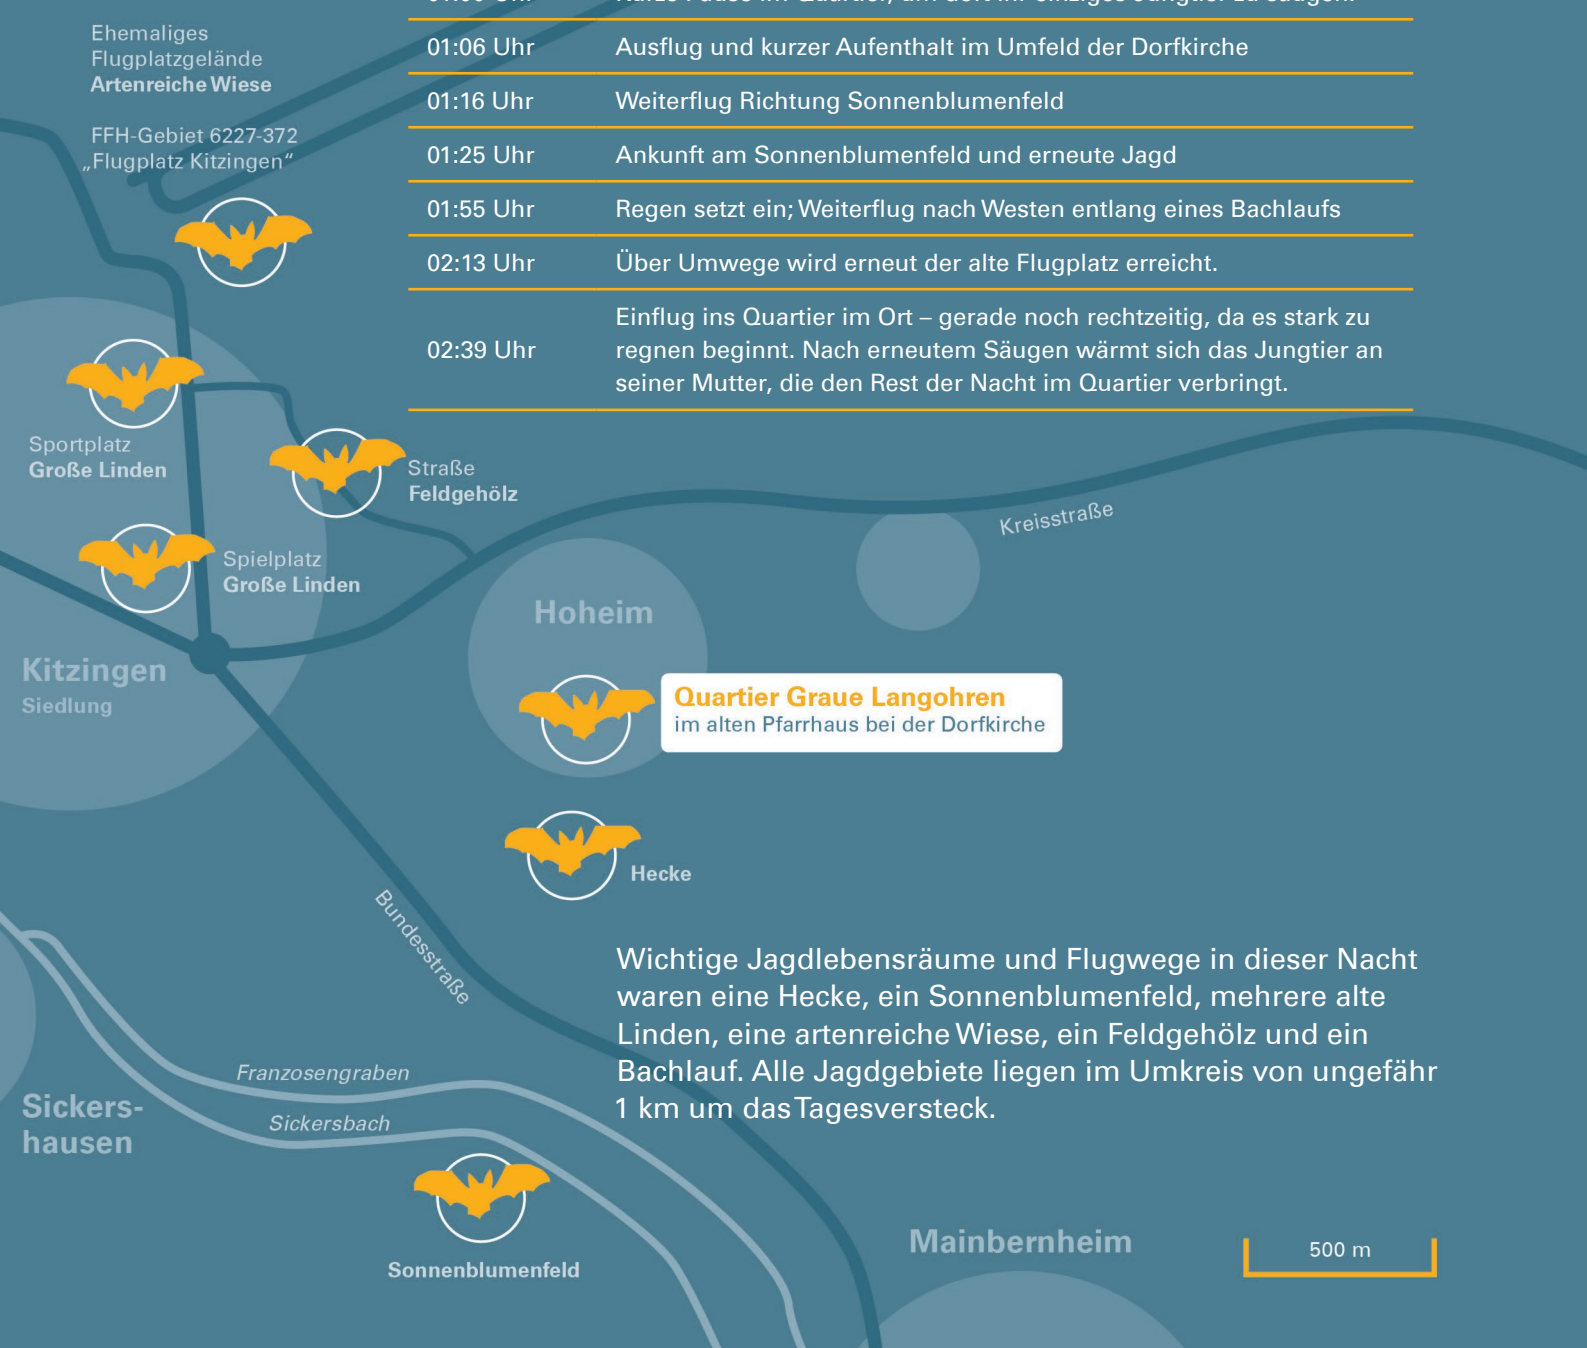 Ehemaliges
Flugplatzgelände
Artenreiche Wiese
FFH-Gebiet 6227-372
„Flugplatz Kitzingen“
01:06 Uhr Ausflug und kurzer Aufenthalt im Umfeld der Dorfkirche
01:16 Uhr Weiterflug Richtung Sonnenblumenfeld
01:25 Uhr Ankunft am Sonnenblumenfeld und erneute Jagd
01:55 Uhr Regen setzt ein; Weiterflug nach Westen entlang eines Bachlaufs
02:13 Uhr Über Umwege wird erneut der alte Flugplatz erreicht.
02:39 Uhr Einflug ins Quartier im Ort – gerade noch rechtzeitig, da es stark zu
regnen beginnt. Nach erneutem Säugen wärmt sich das Jungtier an
seiner Mutter, die den Rest der Nacht im Quartier verbringt.
Sportplatz
Große Linden
Straße
Feldgehölz
Kreisstraße
Spielplatz
Große Linden
Hoheim
Kitzingen
Siedlung
Quartier Graue Langohren
im alten Pfarrhaus bei der Dorfkirche
Hecke
Bundesstraße
Wichtige Jagdlebensräume und Flugwege in dieser Nacht
waren eine Hecke, ein Sonnenblumenfeld, mehrere alte
Linden, eine artenreiche Wiese, ein Feldgehölz und ein
Bachlauf. Alle Jagdgebiete liegen im Umkreis von ungefähr
1 km um das Tagesversteck.
Franzosengraben
Sickersbach
Sickers-
hausen
Sonnenblumenfeld
Mainbernheim
500 m